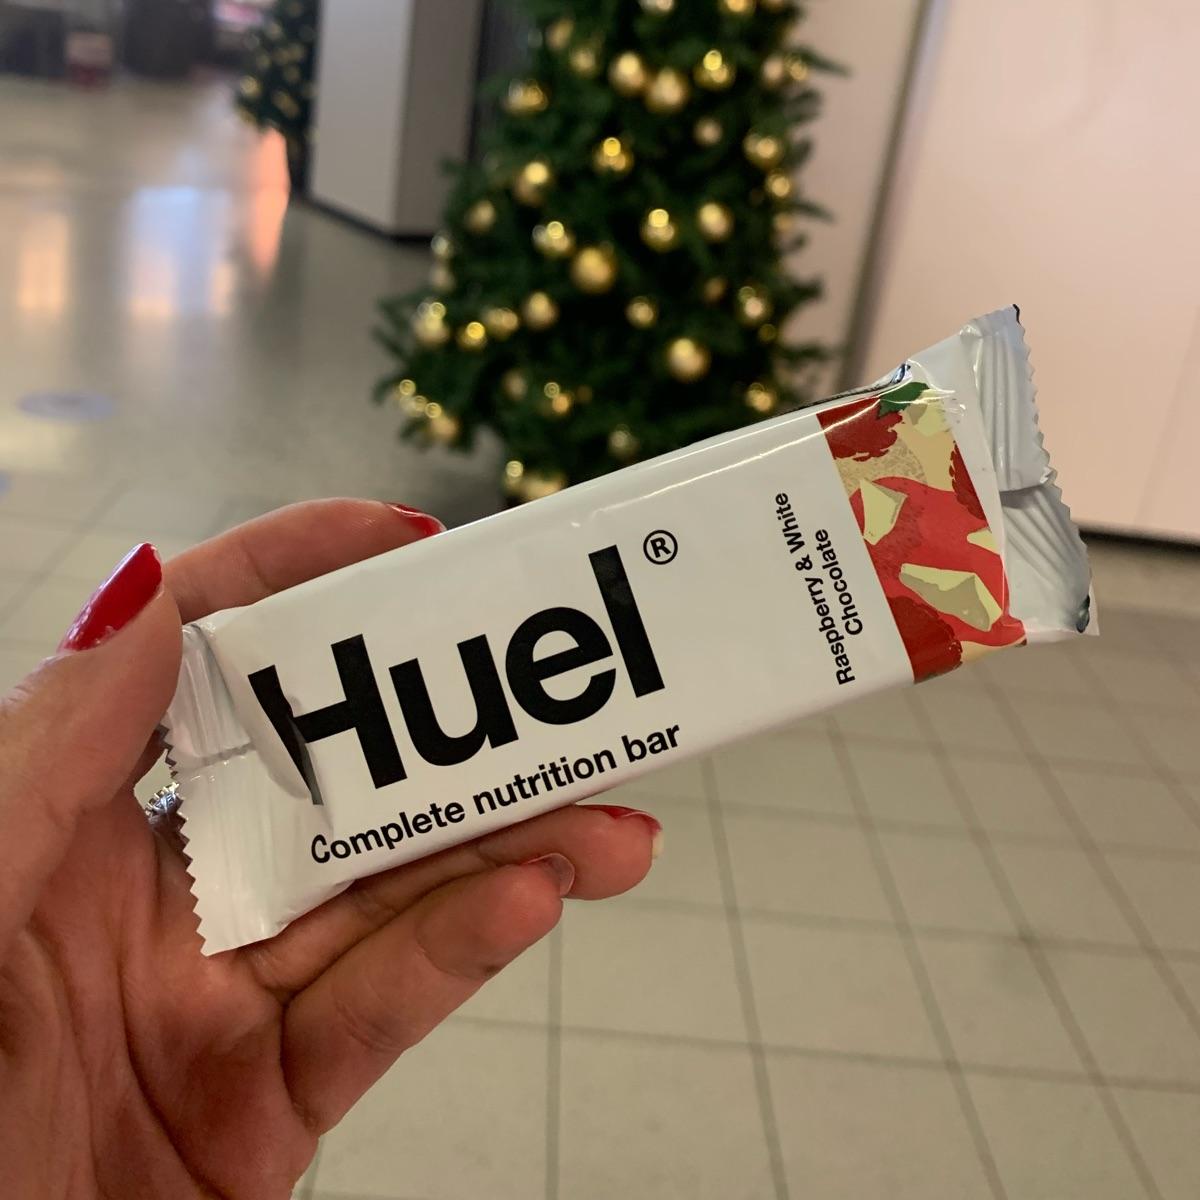 Huel®
Complete nutrition bar
Raspberry & White
Chocolate